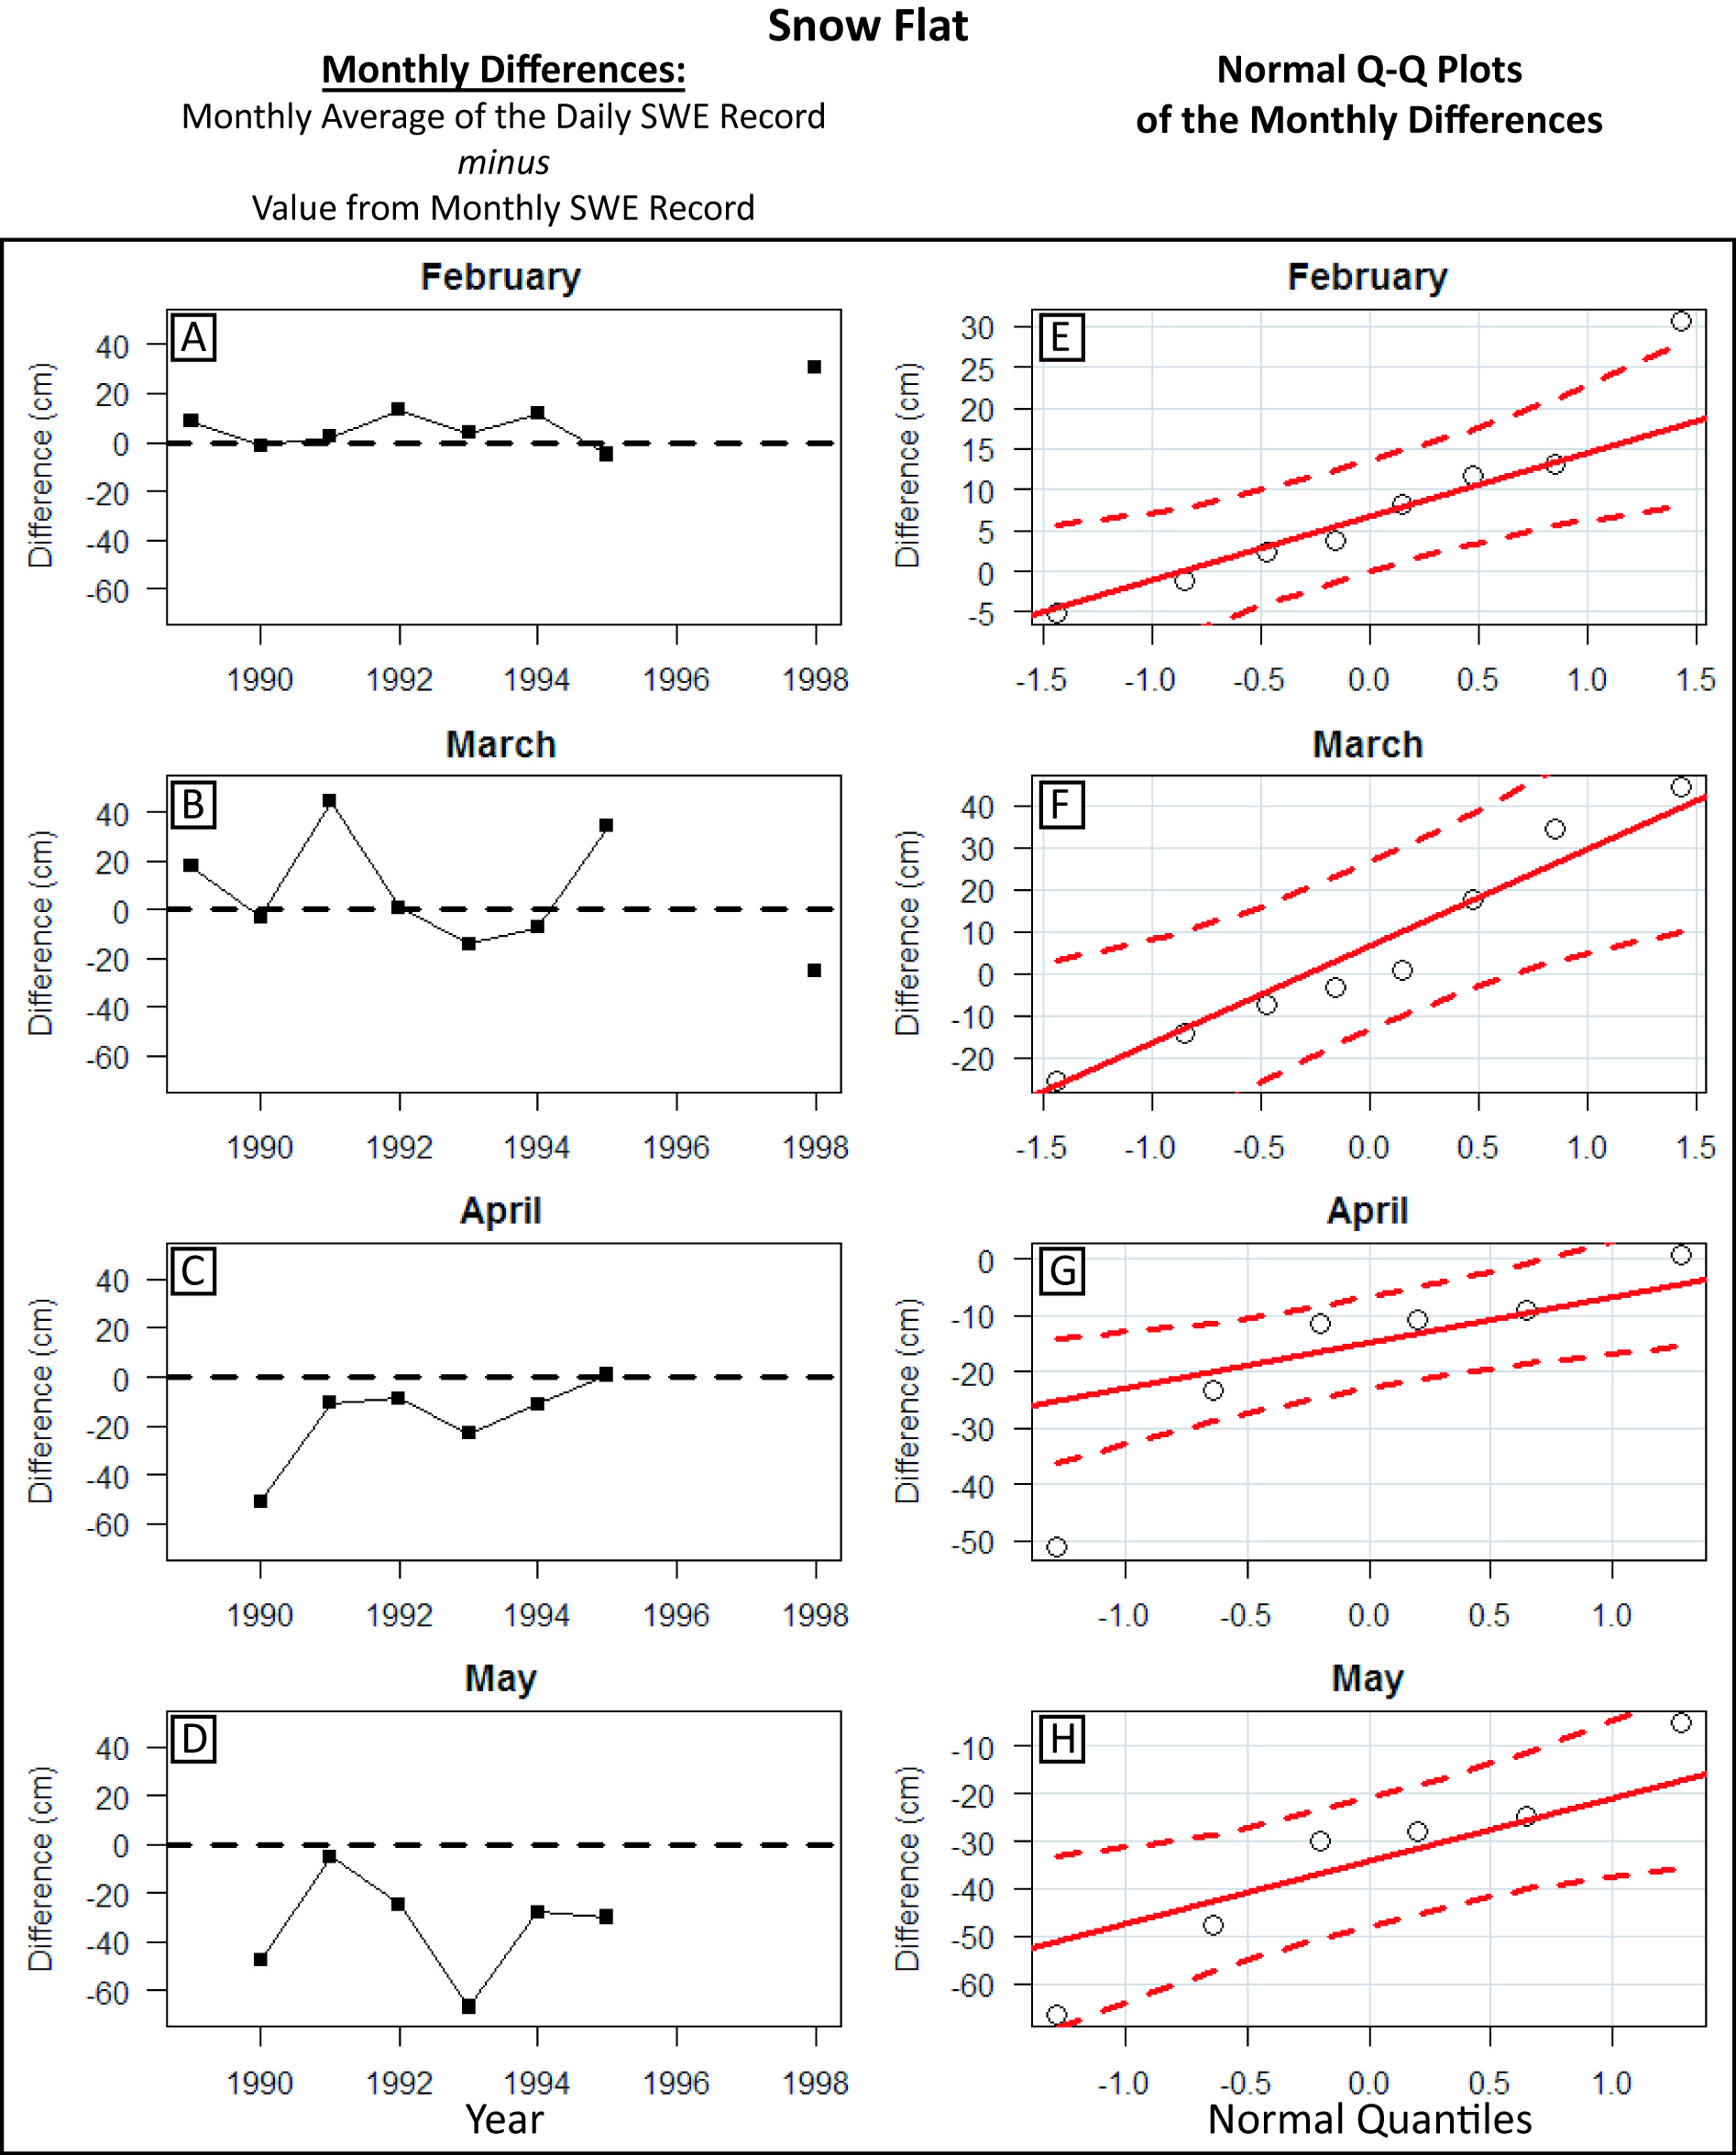 Snow Flat
Monthly Differences:
Monthly Average of the Daily SWE Record
minus
Value from Monthly SWE Record
Normal Q-Q Plots
of the Monthly Differences
February
A
Difference (cm)
40
20
0
-20
-40
-60
1990 1992 1994 1996 1998
February
E
Difference (cm)
30
25
20
15
10
5
0
-5
-1.5 -1.0 -0.5 0.0 0.5 1.0 1.5
March
B
Difference (cm)
40
20
0
-20
-40
-60
1990 1992 1994 1996 1998
March
F
Difference (cm)
40
30
20
10
0
-10
-20
-1.5 -1.0 -0.5 0.0 0.5 1.0 1.5
April
C
Difference (cm)
40
20
0
-20
-40
-60
1990 1992 1994 1996 1998
April
G
Difference (cm)
0
-10
-20
-30
-40
-50
-1.0 -0.5 0.0 0.5 1.0
May
D
Difference (cm)
40
20
0
-20
-40
-60
1990 1992 1994 1996 1998
Year
May
H
Difference (cm)
-10
-20
-30
-40
-50
-60
-1.0 -0.5 0.0 0.5 1.0
Normal Quantiles